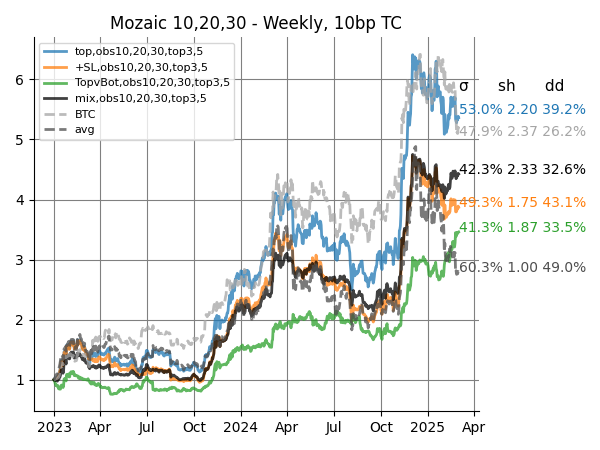 Mozaic 10,20,30 - Weekly, 10bp TC
top,obs10,20,30,top3,5
+SL,obs10,20,30,top3,5
TopvBot,obs10,20,30,top3,5
mix,obs10,20,30,top3,5
BTC
avg
σ sh dd
53.0% 2.20 39.2%
47.9% 2.37 26.2%
42.3% 2.33 32.6%
49.3% 1.75 43.1%
41.3% 1.87 33.5%
60.3% 1.00 49.0%
6
5
4
3
2
1
2023 Apr Jul Oct 2024 Apr Jul Oct 2025 Apr